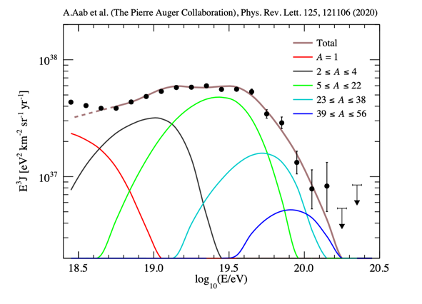 A.Aab et al. (The Pierre Auger Collaboration), Phys. Rev. Lett. 125, 121106 (2020)
10^38
10^37
E^3J [eV^2 km^-2 sr^-1 yr^-1]
Total
A = 1
2 ≤ A ≤ 4
5 ≤ A ≤ 22
23 ≤ A ≤ 38
39 ≤ A ≤ 56
18.5 19.0 19.5 20.0 20.5
log_10(E/eV)